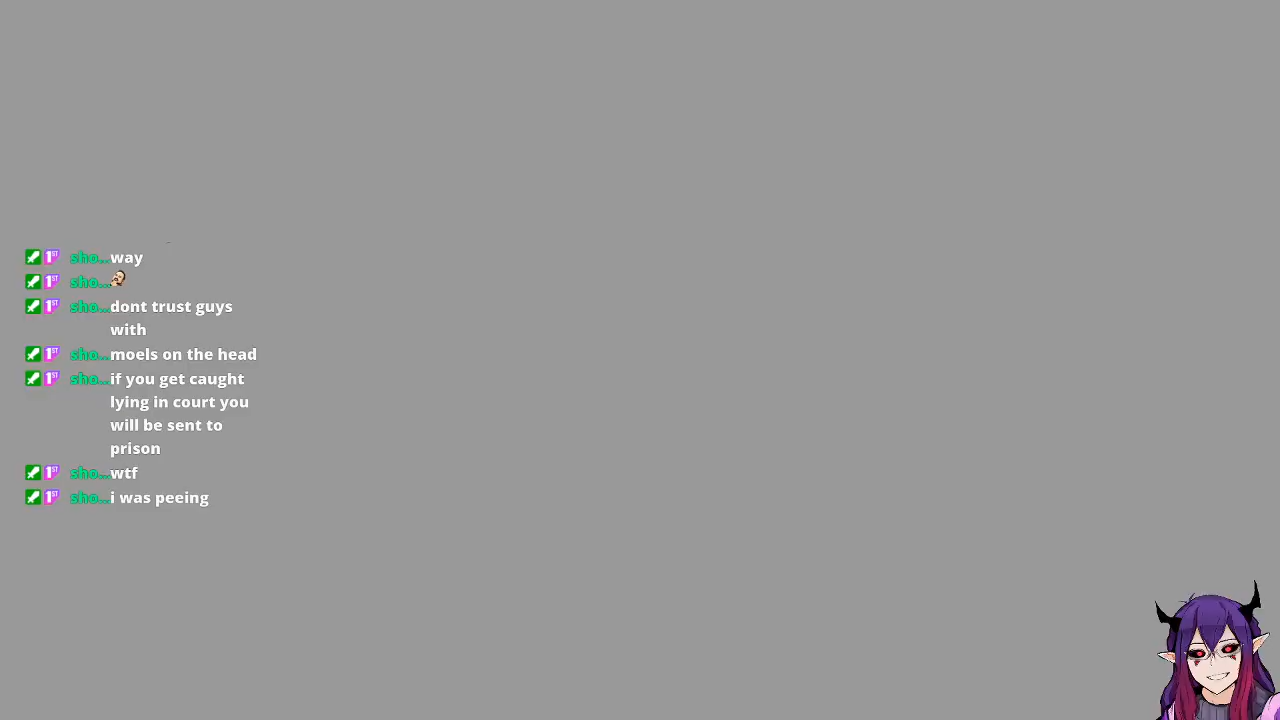 sho...way
sho...
sho...dont trust guys
with
sho...moels on the head
sho...if you get caught
lying in court you
will be sent to
prison
sho...wtf
sho...i was peeing